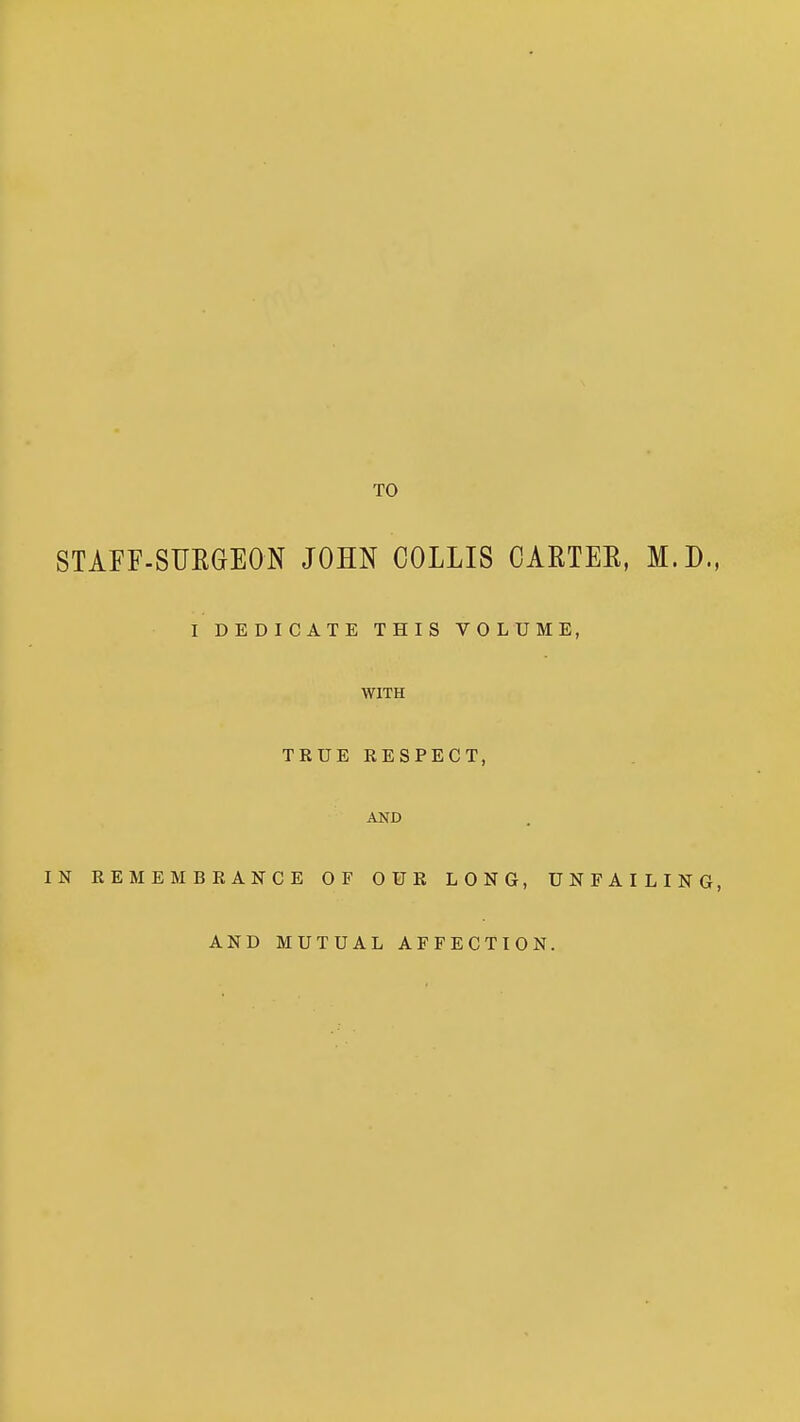 TO
STAFF-SURGEON JOHN COLLIS CARTER, M.D.,
I DEDICATE THIS VOLUME,
WITH
TRUE RESPECT,
AND
IN REMEMBRANCE OF OUR LONG, UNFAILING,
AND MUTUAL AFFECTION.